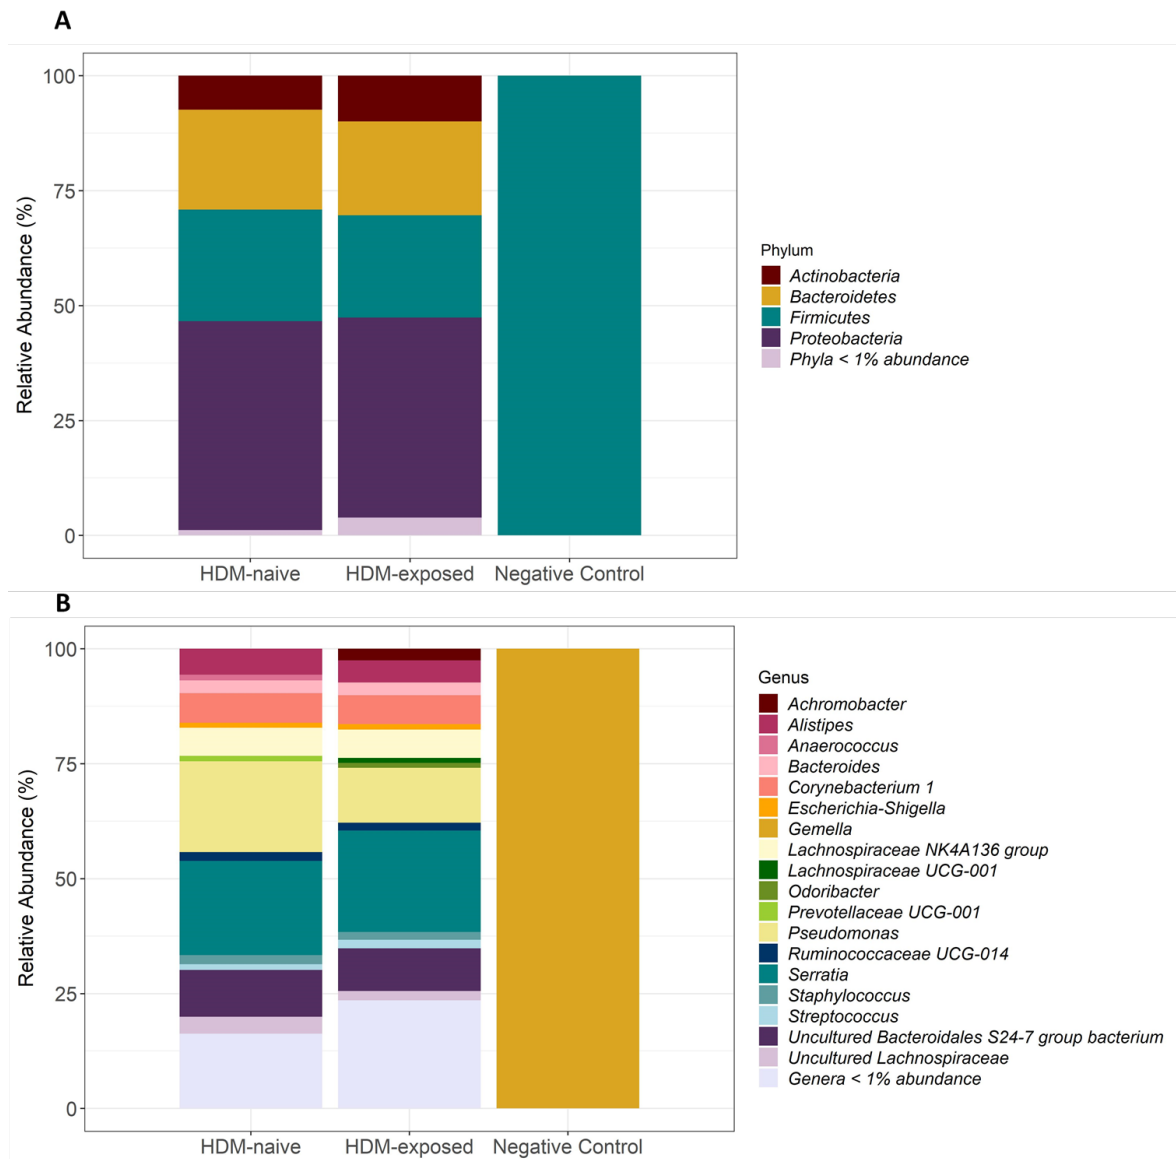 A
100
75
50
25
0
Relative Abundance (%)
HDM-naive HDM-exposed Negative Control
Phylum
Actinobacteria
Bacteroidetes
Firmicutes
Proteobacteria
Phyla < 1% abundance
B
100
75
50
25
0
Relative Abundance (%)
HDM-naive HDM-exposed Negative Control
Genus
Achromobacter
Alistipes
Anaerococcus
Bacteroides
Corynebacterium 1
Escherichia-Shigella
Gemella
Lachnospiraceae NK4A136 group
Lachnospiraceae UCG-001
Odoribacter
Prevotellaceae UCG-001
Pseudomonas
Ruminococcaceae UCG-014
Serratia
Staphylococcus
Streptococcus
Uncultured Bacteroidales S24-7 group bacterium
Uncultured Lachnospiraceae
Genera < 1% abundance